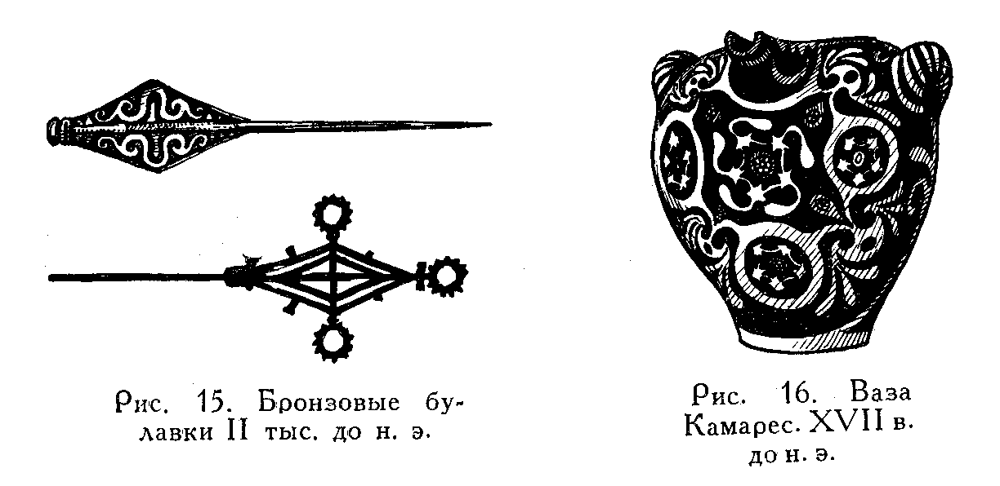 Рис. 15. Бронзовые бу-
лавки II тыс. до н. э.
Рис. 16. Ваза
Камарес. XVII в.
до н. э.